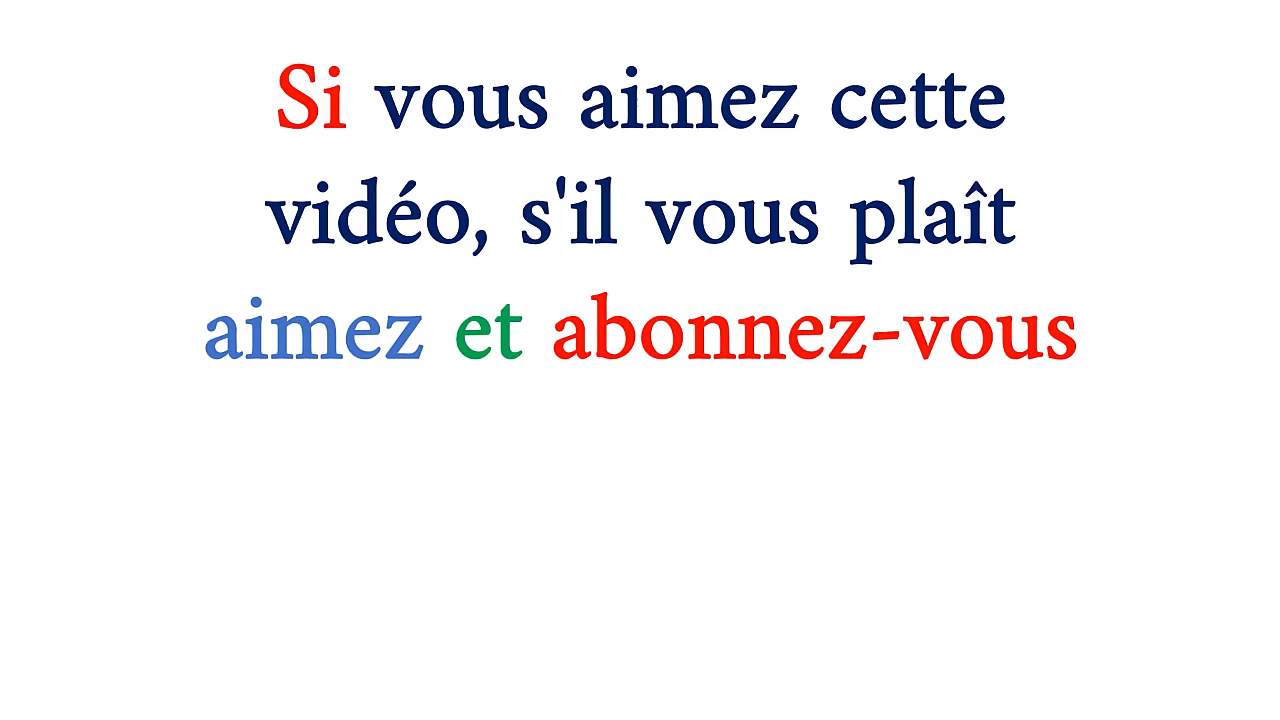 Si vous aimez cette
vidéo, s'il vous plaît
aimez et abonnez-vous